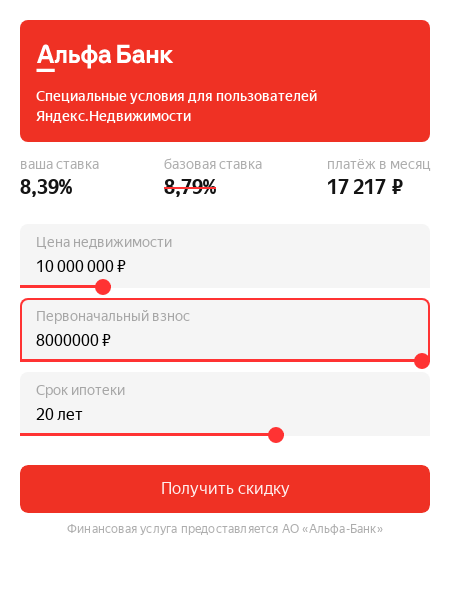 Альфа Банк
Специальные условия для пользователей
Яндекс.Недвижимости
ваша ставка базовая ставка платёж в месяц
8,39% 8,79% 17 217 ₽
Цена недвижимости
10 000 000 ₽
Первоначальный взнос
8000000 ₽
Срок ипотеки
20 лет
Получить скидку
Финансовая услуга предоставляется АО «Альфа-Банк»